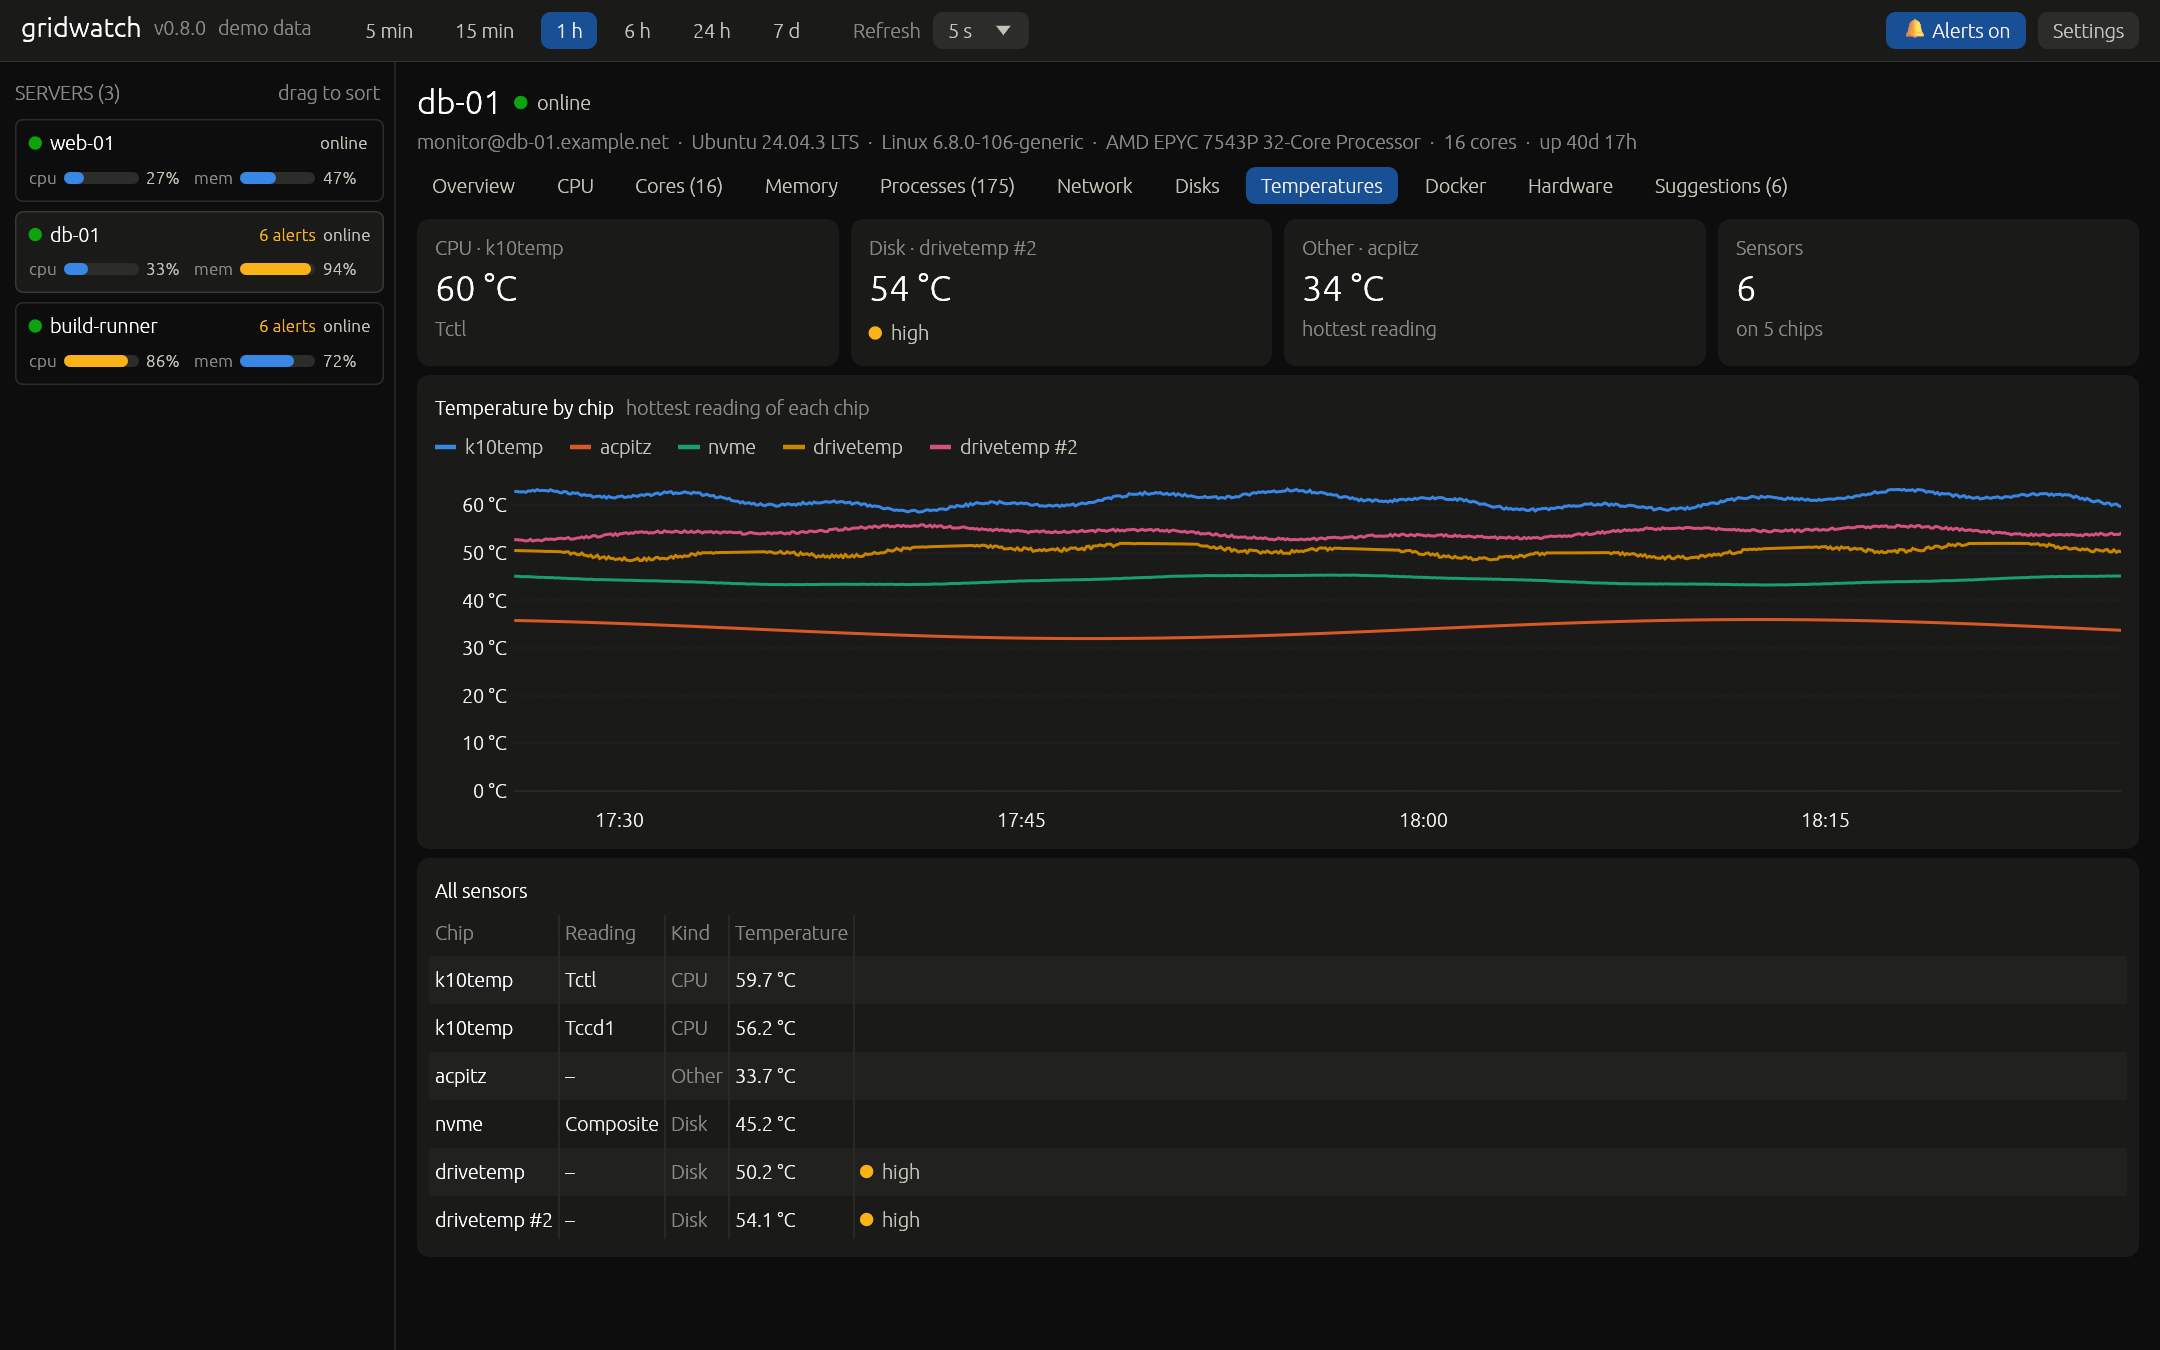 gridwatch v0.8.0 demo data 5 min 15 min 1 h 6 h 24 h 7 d Refresh 5 s Alerts on Settings
SERVERS (3) drag to sort
web-01 online
cpu 27% mem 47%
db-01 6 alerts online
cpu 33% mem 94%
build-runner 6 alerts online
cpu 86% mem 72%
db-01 online
monitor@db-01.example.net · Ubuntu 24.04.3 LTS · Linux 6.8.0-106-generic · AMD EPYC 7543P 32-Core Processor · 16 cores · up 40d 17h
Overview CPU Cores (16) Memory Processes (175) Network Disks Temperatures Docker Hardware Suggestions (6)
CPU · k10temp
60 °C
Tctl
Disk · drivetemp #2
54 °C
high
Other · acpitz
34 °C
hottest reading
Sensors
6
on 5 chips
Temperature by chip hottest reading of each chip
k10temp acpitz nvme drivetemp drivetemp #2
60 °C
50 °C
40 °C
30 °C
20 °C
10 °C
0 °C
17:30 17:45 18:00 18:15
All sensors
Chip Reading Kind Temperature
k10temp Tctl CPU 59.7 °C
k10temp Tccd1 CPU 56.2 °C
acpitz – Other 33.7 °C
nvme Composite Disk 45.2 °C
drivetemp – Disk 50.2 °C high
drivetemp #2 – Disk 54.1 °C high